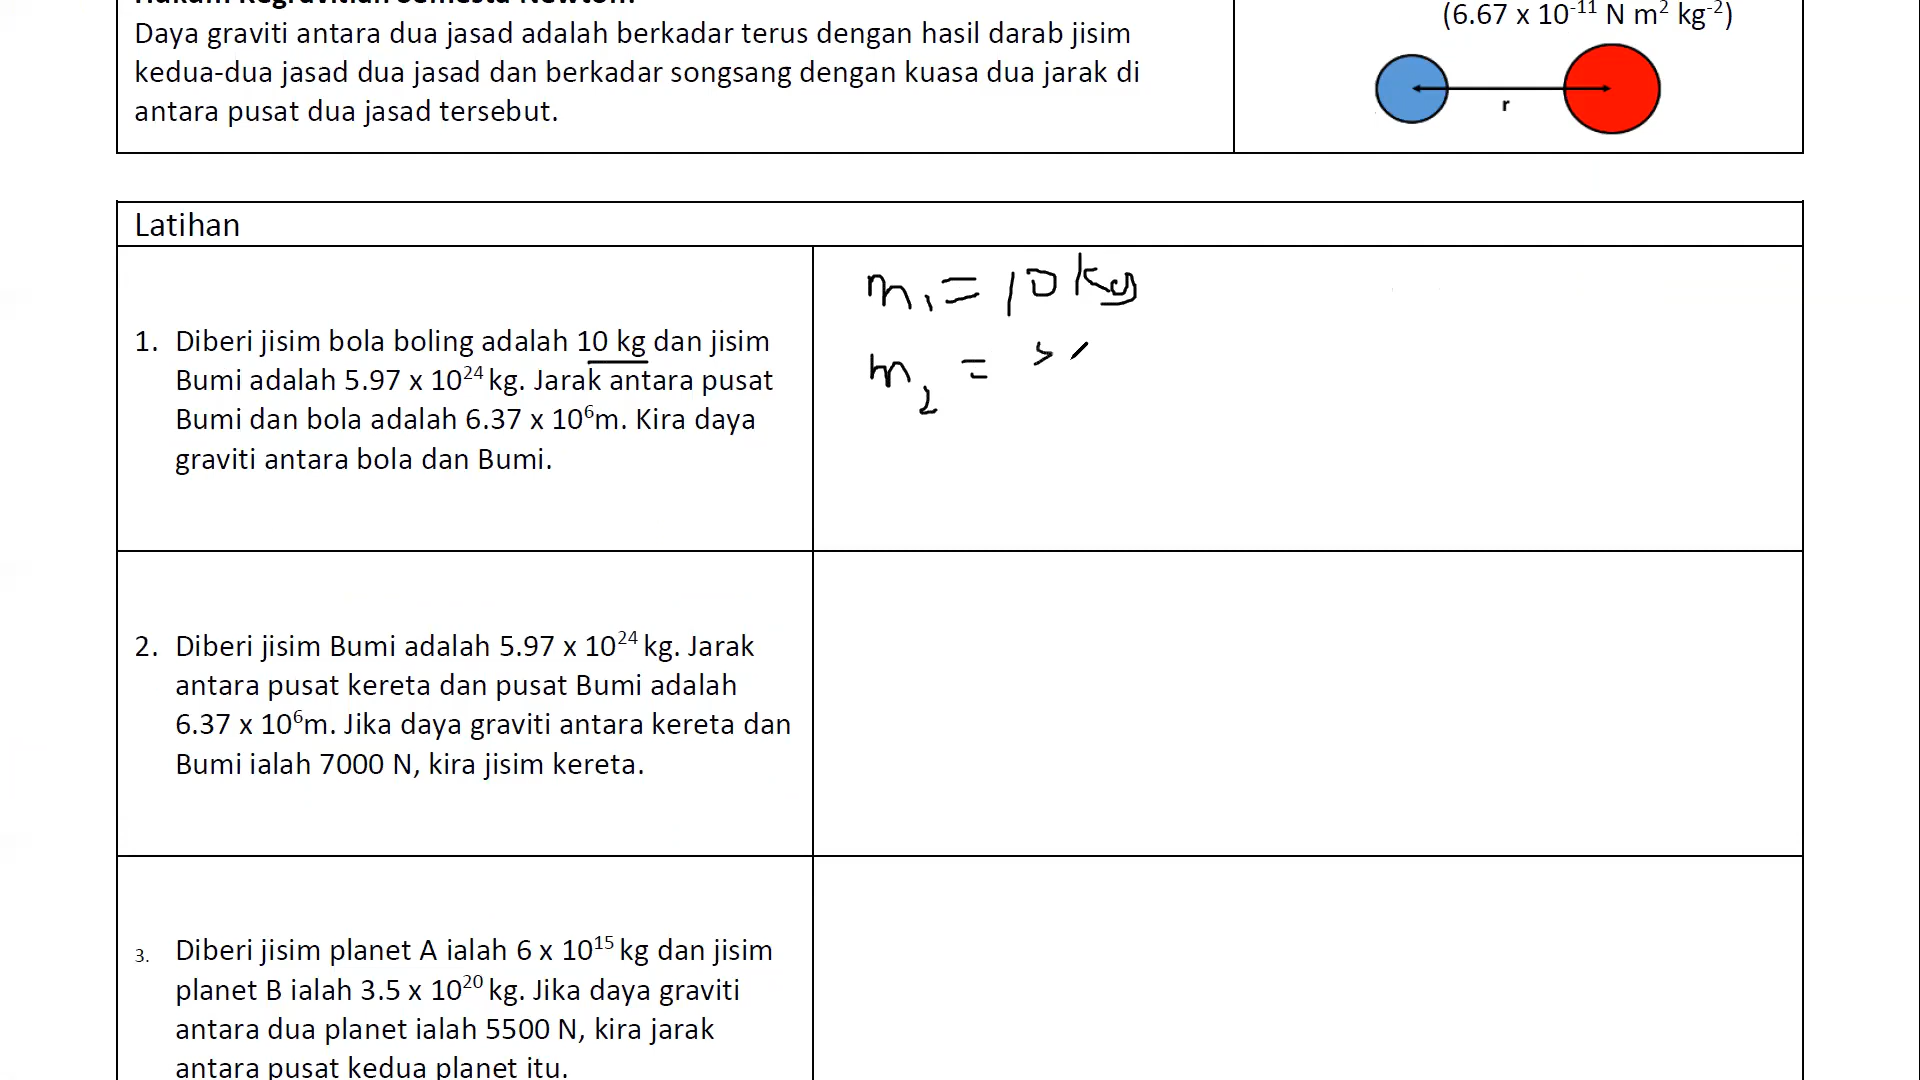 Hukum Kegravitian Semesta Newton:
Daya graviti antara dua jasad adalah berkadar terus dengan hasil darab jisim
kedua-dua jasad dua jasad dan berkadar songsang dengan kuasa dua jarak di
antara pusat dua jasad tersebut.
(6.67 x 10⁻¹¹ N m² kg⁻²)
r
Latihan
1. Diberi jisim bola boling adalah 10 kg dan jisim
Bumi adalah 5.97 x 10²⁴ kg. Jarak antara pusat
Bumi dan bola adalah 6.37 x 10⁶m. Kira daya
graviti antara bola dan Bumi.
m₁ = 10 kg
m₂ =
2. Diberi jisim Bumi adalah 5.97 x 10²⁴ kg. Jarak
antara pusat kereta dan pusat Bumi adalah
6.37 x 10⁶m. Jika daya graviti antara kereta dan
Bumi ialah 7000 N, kira jisim kereta.
3. Diberi jisim planet A ialah 6 x 10¹⁵ kg dan jisim
planet B ialah 3.5 x 10²⁰ kg. Jika daya graviti
antara dua planet ialah 5500 N, kira jarak
antara pusat kedua planet itu.